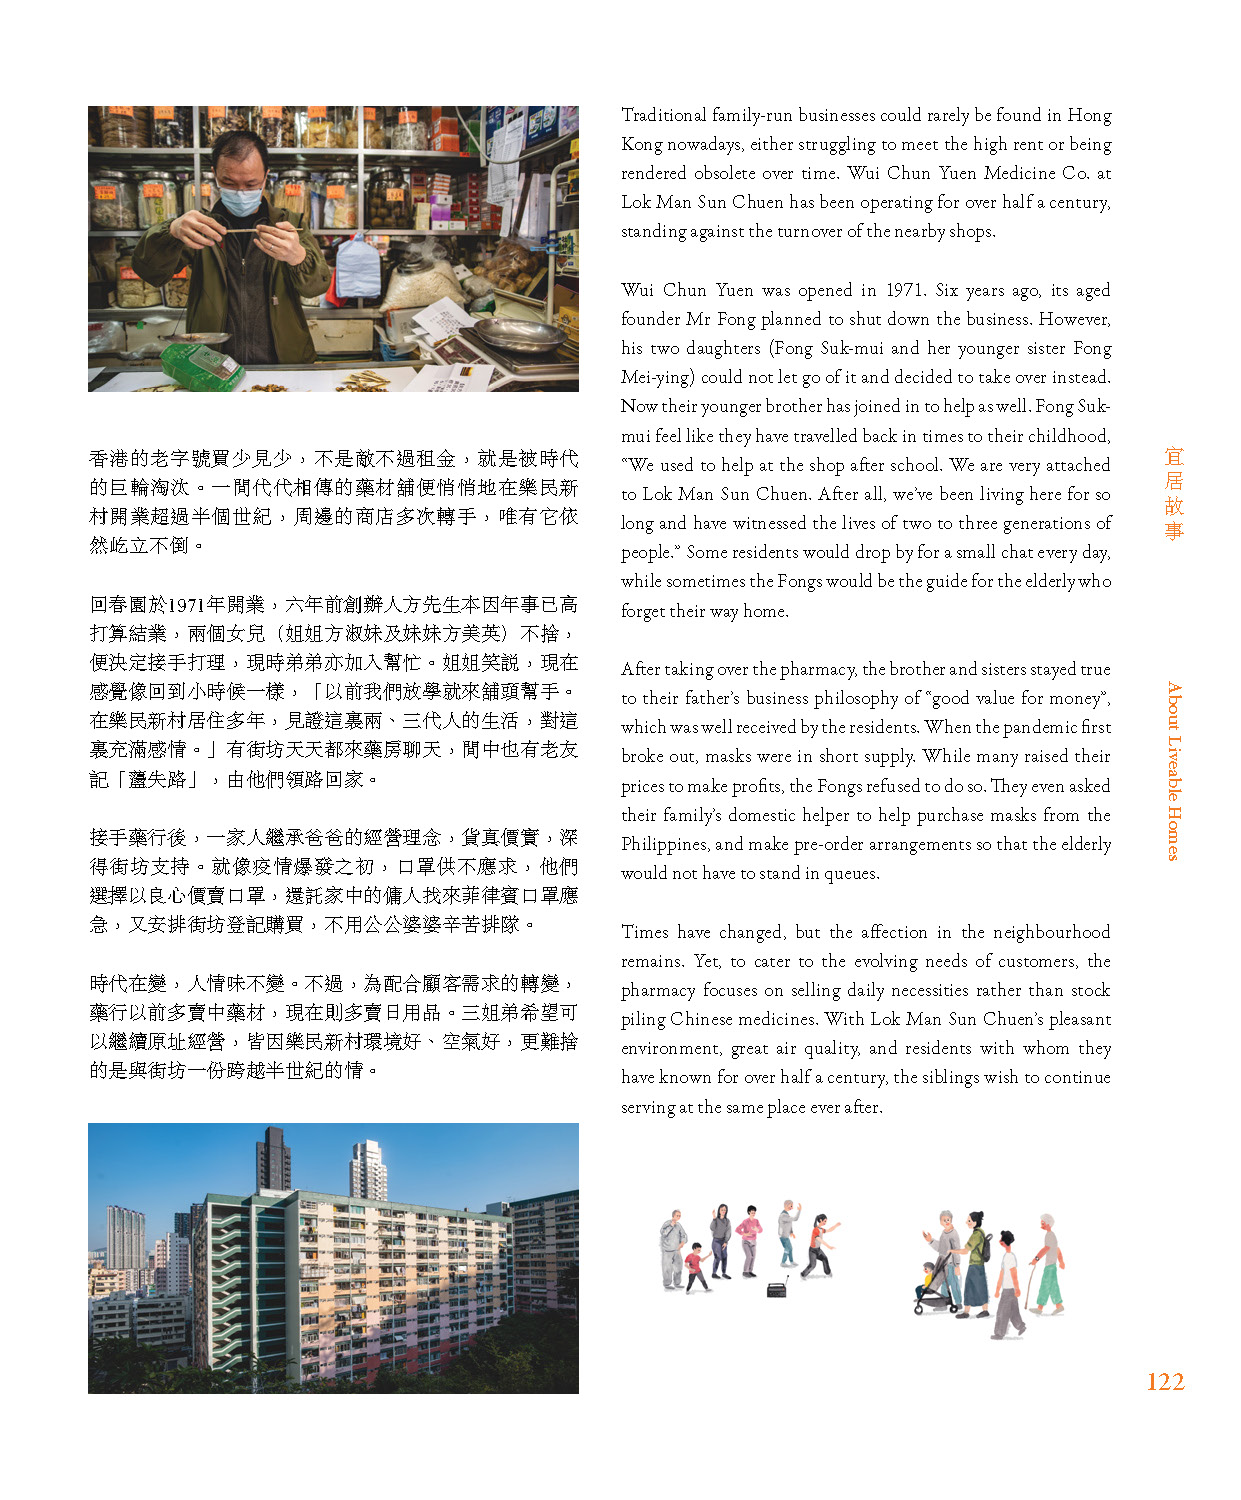 香港的老字號買少見少，不是敵不過租金，就是被時代
的巨輪淘汰。一間代代相傳的藥材舖便悄悄地在樂民新
村開業超過半個世紀，周邊的商店多次轉手，唯有它依
然屹立不倒。
回春園於1971年開業，六年前創辦人方先生本因年事已高
打算結業，兩個女兒（姐姐方淑妹及妹妹方美英）不捨，
便決定接手打理，現時弟弟亦加入幫忙。姐姐笑説，現在
感覺像回到小時候一樣，「以前我們放學就來舖頭幫手。
在樂民新村居住多年，見證這裏兩、三代人的生活，對這
裏充滿感情。」有街坊天天都來藥房聊天，間中也有老友
記「盪失路」，由他們領路回家。
接手藥行後，一家人繼承爸爸的經營理念，貨真價實，深
得街坊支持。就像疫情爆發之初，口罩供不應求，他們
選擇以良心價賣口罩，還託家中的傭人找來菲律賓口罩應
急，又安排街坊登記購買，不用公公婆婆辛苦排隊。
時代在變，人情味不變。不過，為配合顧客需求的轉變，
藥行以前多賣中藥材，現在則多賣日用品。三姐弟希望可
以繼續原址經營，皆因樂民新村環境好、空氣好，更難捨
的是與街坊一份跨越半世紀的情。
Traditional family-run businesses could rarely be found in Hong
Kong nowadays, either struggling to meet the high rent or being
rendered obsolete over time. Wui Chun Yuen Medicine Co. at
Lok Man Sun Chuen has been operating for over half a century,
standing against the turnover of the nearby shops.
Wui Chun Yuen was opened in 1971. Six years ago, its aged
founder Mr Fong planned to shut down the business. However,
his two daughters (Fong Suk-mui and her younger sister Fong
Mei-ying) could not let go of it and decided to take over instead.
Now their younger brother has joined in to help as well. Fong Suk-
mui feel like they have travelled back in times to their childhood,
“We used to help at the shop after school. We are very attached
to Lok Man Sun Chuen. After all, we’ve been living here for so
long and have witnessed the lives of two to three generations of
people.” Some residents would drop by for a small chat every day,
while sometimes the Fongs would be the guide for the elderly who
forget their way home.
After taking over the pharmacy, the brother and sisters stayed true
to their father’s business philosophy of “good value for money”,
which was well received by the residents. When the pandemic first
broke out, masks were in short supply. While many raised their
prices to make profits, the Fongs refused to do so. They even asked
their family’s domestic helper to help purchase masks from the
Philippines, and make pre-order arrangements so that the elderly
would not have to stand in queues.
Times have changed, but the affection in the neighbourhood
remains. Yet, to cater to the evolving needs of customers, the
pharmacy focuses on selling daily necessities rather than stock
piling Chinese medicines. With Lok Man Sun Chuen’s pleasant
environment, great air quality, and residents with whom they
have known for over half a century, the siblings wish to continue
serving at the same place ever after.
宜居故事
About Liveable Homes
122